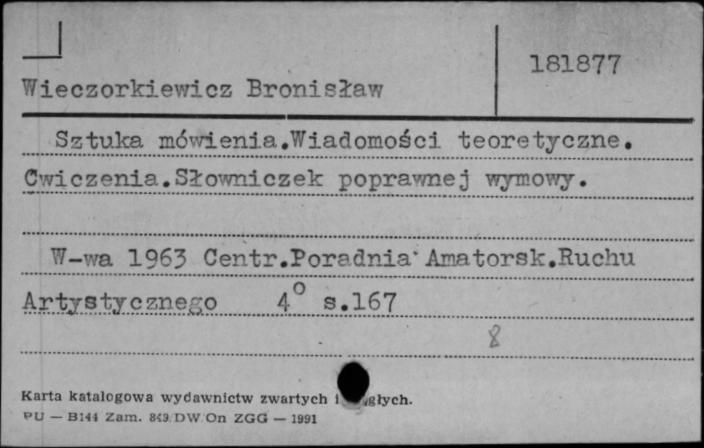 181877
Wieczorkiewicz Bronisław
Sztuka mówienia.Wiadomości teoretyczne.
Cwiczenia.Słowniczek poprawnej wymowy.
W-wa 1963 Centr.Poradnia Amatorsk.Ruchu
Artystycznego 4° s.167
8
Karta katalogowa wydawnictw zwartych i
PU — B144 Zam. 849 DW On ZGG — 1991